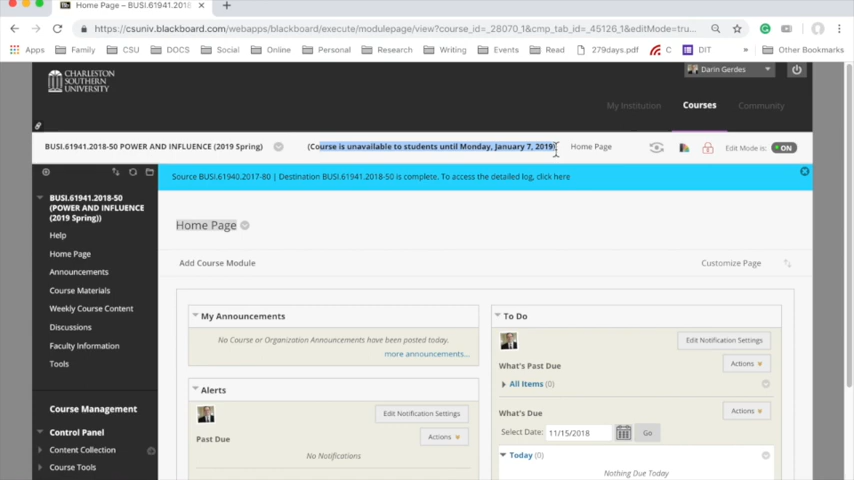 Home Page – BUSI.61941.2018
https://csuniv.blackboard.com/webapps/blackboard/execute/modulepage/view?course_id=_28070_1&cmp_tab_id=_45126_1&editMode=tru...
Apps Family CSU DOCS Social Online Personal Research Writing Events Read 279days.pdf C DIT » Other Bookmarks
CHARLESTON
SOUTHERN
UNIVERSITY
Darin Gerdes
My Institution Courses Community
BUSI.61941.2018-50 POWER AND INFLUENCE (2019 Spring) (Course is unavailable to students until Monday, January 7, 2019) Home Page Edit Mode is: ON
Source BUSI.61940.2017-80 | Destination BUSI.61941.2018-50 is complete. To access the detailed log, click here
BUSI.61941.2018-50
(POWER AND INFLUENCE
(2019 Spring))
Help
Home Page
Announcements
Course Materials
Weekly Course Content
Discussions
Faculty Information
Tools
Course Management
Control Panel
Content Collection
Course Tools
Home Page
Add Course Module Customize Page
My Announcements
No Course or Organization Announcements have been posted today.
more announcements...
Alerts
Edit Notification Settings
Past Due Actions
No Notifications
To Do
Edit Notification Settings
What's Past Due Actions
All Items (0)
What's Due Actions
Select Date: 11/15/2018 Go
Today (0)
Nothing Due Today